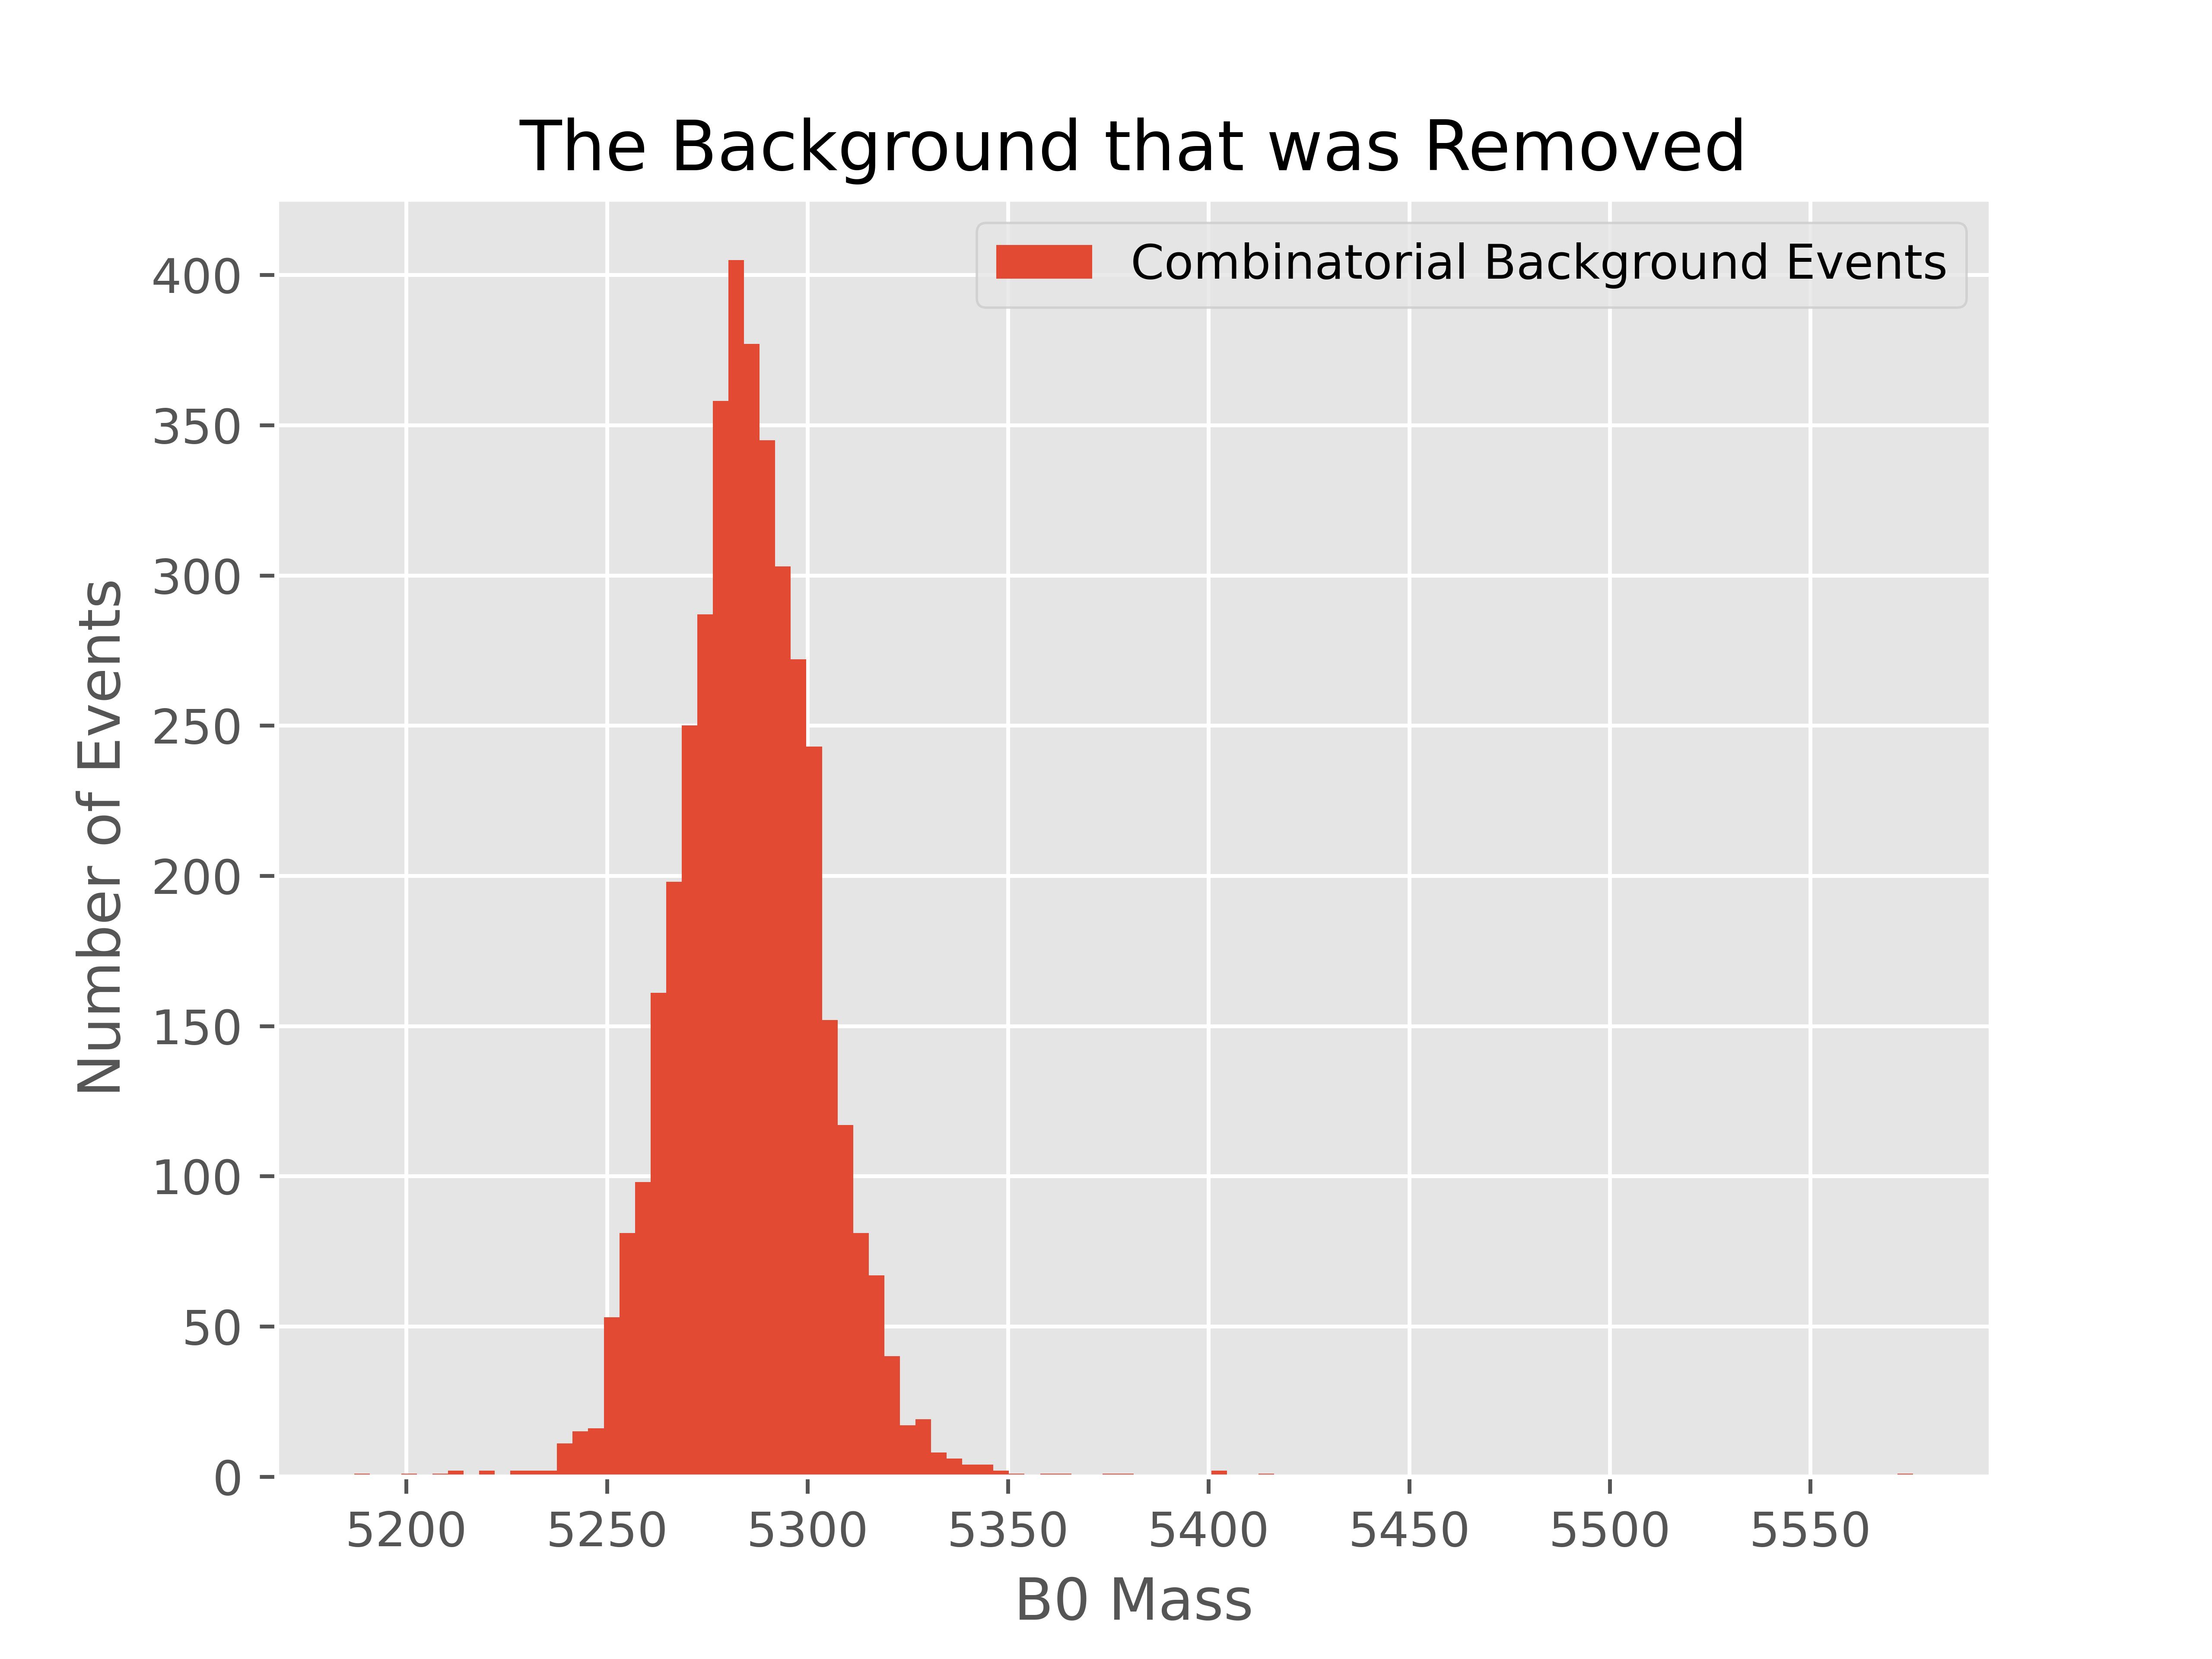 The Background that was Removed
Combinatorial Background Events
400
350
300
250
200
150
100
50
0
Number of Events
5200 5250 5300 5350 5400 5450 5500 5550
B0 Mass